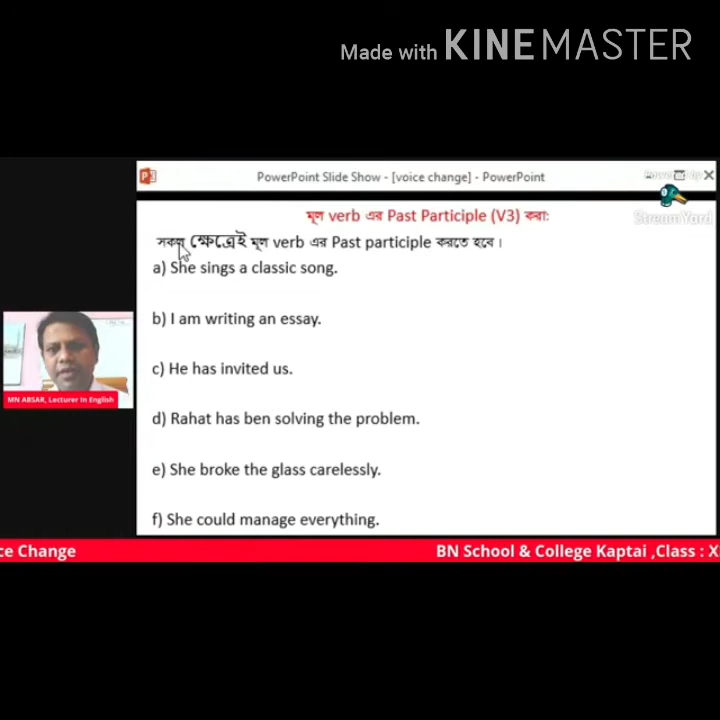 Made with KINEMASTER
PowerPoint Slide Show - [voice change] - PowerPoint
StreamYard
মূল verb এর Past Participle (V3) করা:
সকল ক্ষেত্রেই মূল verb এর Past participle করতে হবে।
a) She sings a classic song.
b) I am writing an essay.
c) He has invited us.
d) Rahat has ben solving the problem.
e) She broke the glass carelessly.
f) She could manage everything.
MN ABSAR, Lecturer In English
ce Change
BN School & College Kaptai ,Class : X